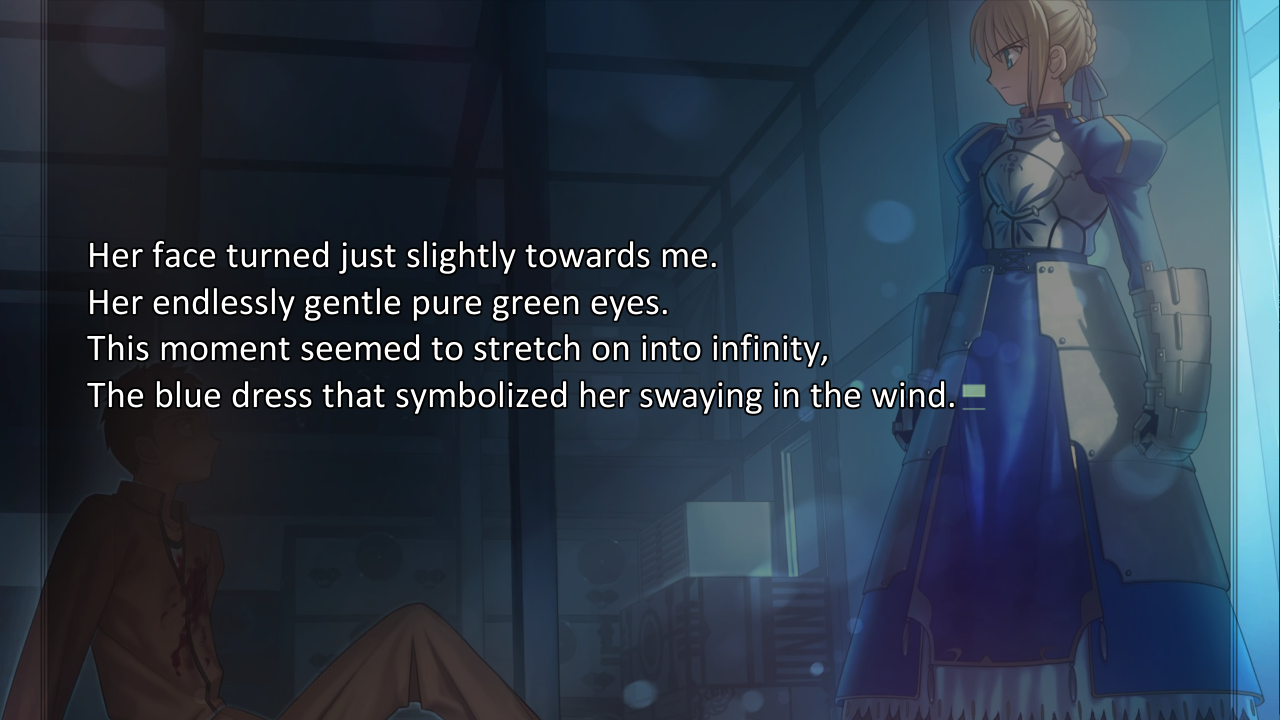 Her face turned just slightly towards me.
Her endlessly gentle pure green eyes.
This moment seemed to stretch on into infinity,
The blue dress that symbolized her swaying in the wind.